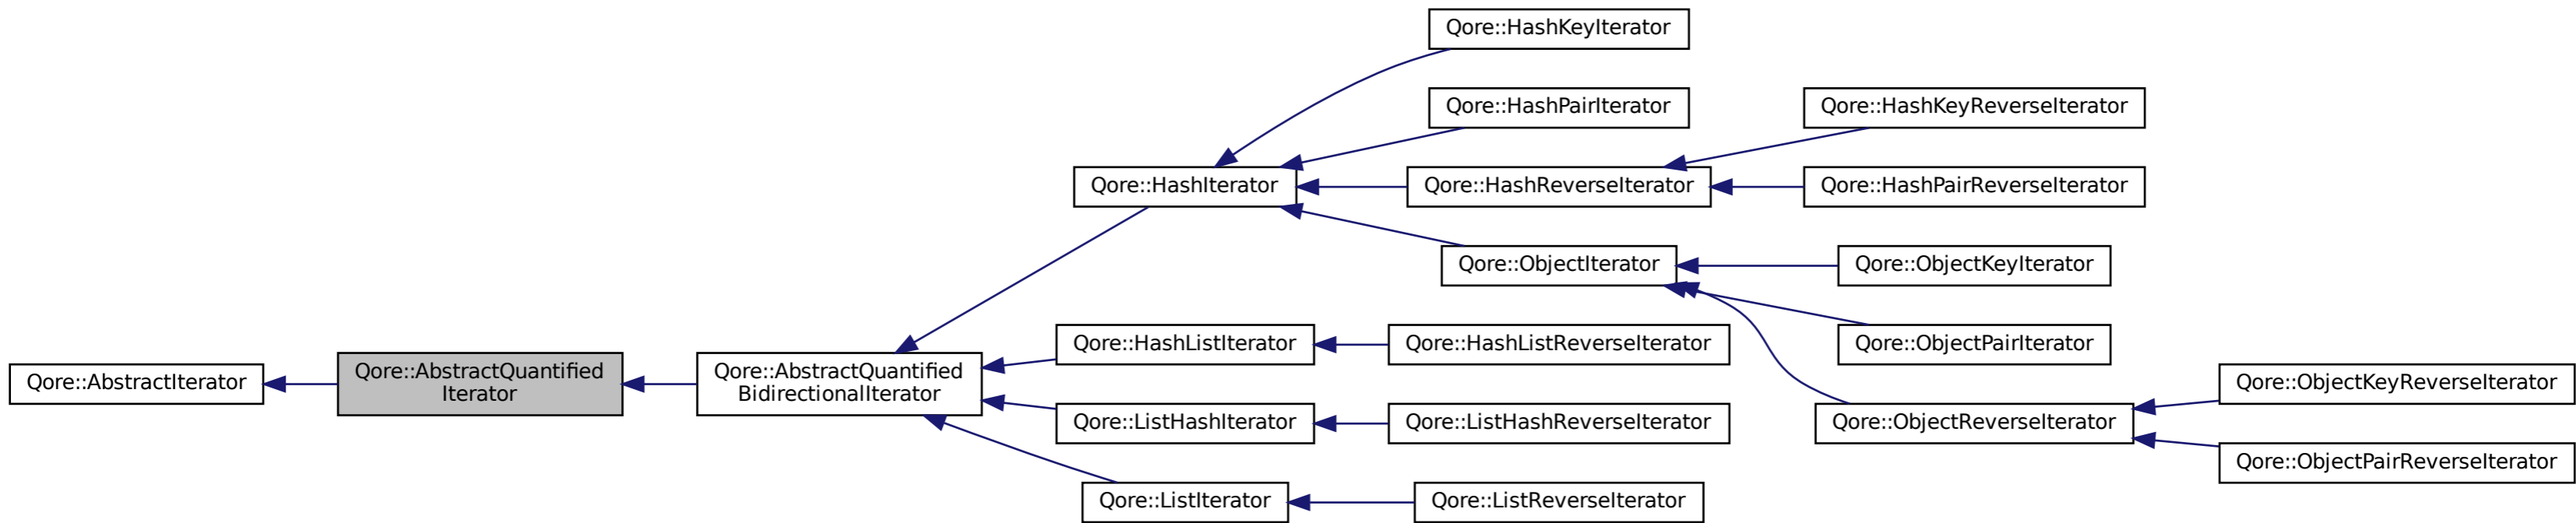 Qore::HashKeyIterator
Qore::HashPairIterator
Qore::HashKeyReverseIterator
Qore::HashIterator
Qore::HashReverseIterator
Qore::HashPairReverseIterator
Qore::ObjectIterator
Qore::ObjectKeyIterator
Qore::HashListIterator
Qore::HashListReverseIterator
Qore::ObjectPairIterator
Qore::AbstractIterator
Qore::AbstractQuantified
Iterator
Qore::AbstractQuantified
BidirectionalIterator
Qore::ObjectKeyReverseIterator
Qore::ListHashIterator
Qore::ListHashReverseIterator
Qore::ObjectReverseIterator
Qore::ObjectPairReverseIterator
Qore::ListIterator
Qore::ListReverseIterator